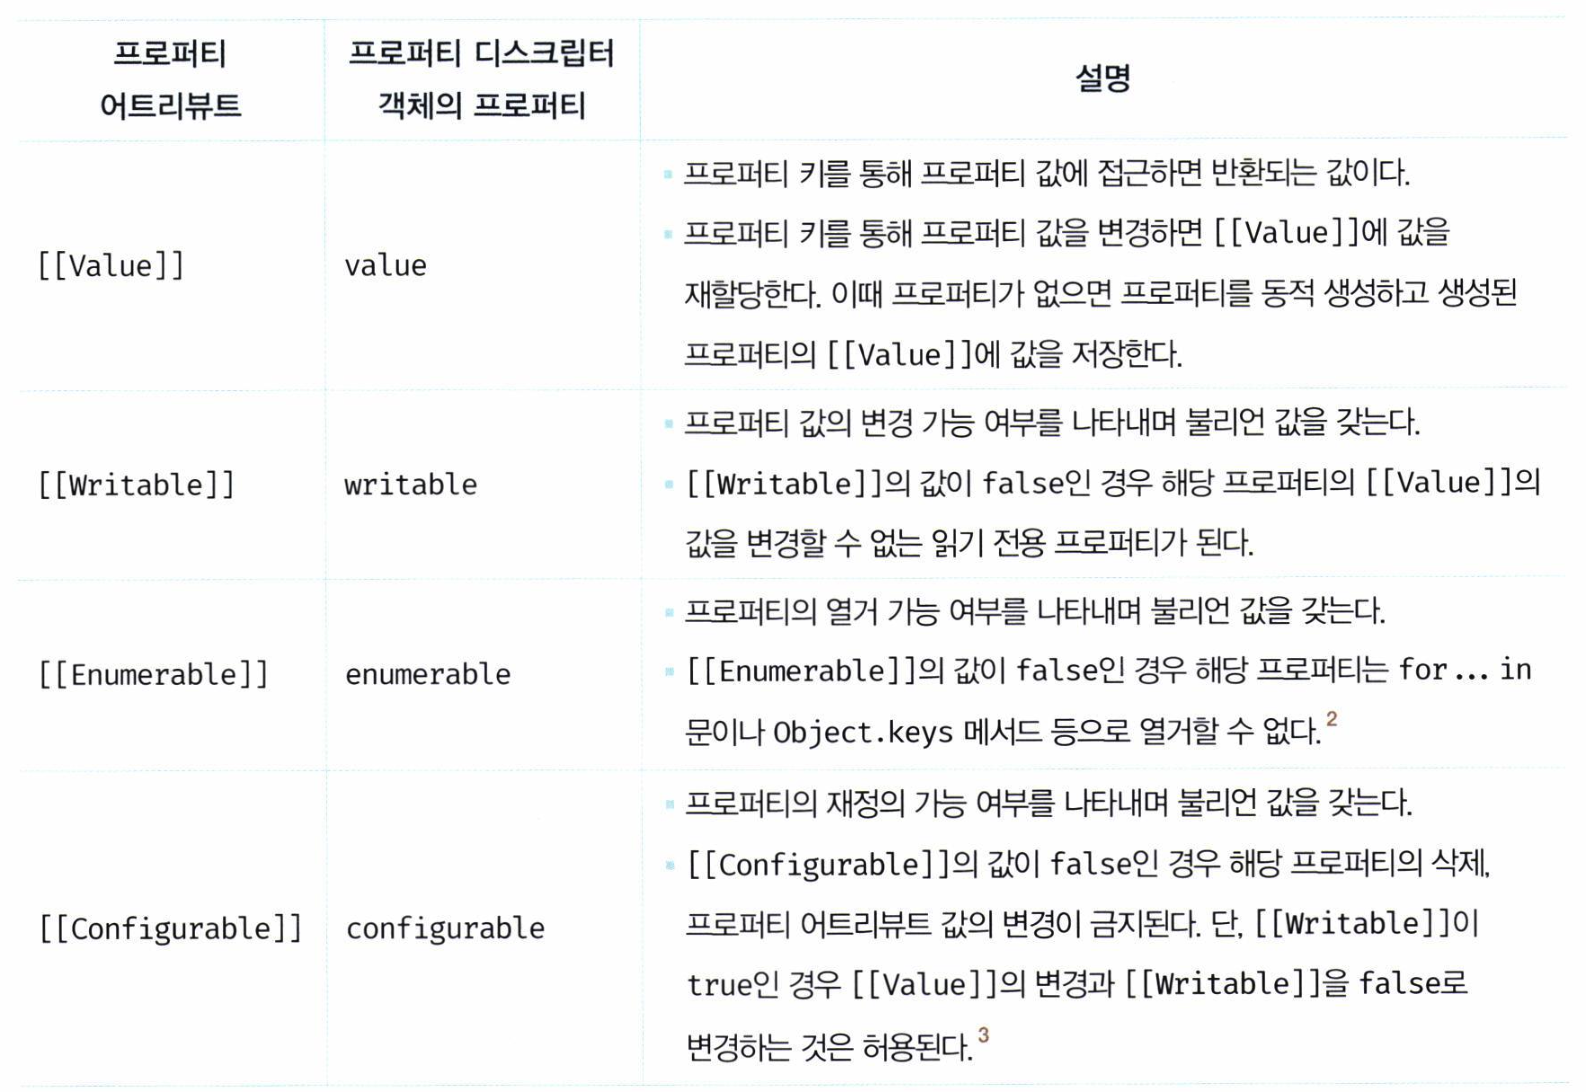 프로퍼티
어트리뷰트
프로퍼티 디스크립터
객체의 프로퍼티
설명
[[Value]]
value
프로퍼티 키를 통해 프로퍼티 값에 접근하면 반환되는 값이다.
프로퍼티 키를 통해 프로퍼티 값을 변경하면 [[Value]]에 값을
재할당한다. 이때 프로퍼티가 없으면 프로퍼티를 동적 생성하고 생성된
프로퍼티의 [[Value]]에 값을 저장한다.
[[Writable]]
writable
프로퍼티 값의 변경 가능 여부를 나타내며 불리언 값을 갖는다.
[[Writable]]의 값이 false인 경우 해당 프로퍼티의 [[Value]]의
값을 변경할 수 없는 읽기 전용 프로퍼티가 된다.
[[Enumerable]]
enumerable
프로퍼티의 열거 가능 여부를 나타내며 불리언 값을 갖는다.
[[Enumerable]]의 값이 false인 경우 해당 프로퍼티는 for...in
문이나 Object.keys 메서드 등으로 열거할 수 없다.2
[[Configurable]]
configurable
프로퍼티의 재정의 가능 여부를 나타내며 불리언 값을 갖는다.
[[Configurable]]의 값이 false인 경우 해당 프로퍼티의 삭제,
프로퍼티 어트리뷰트 값의 변경이 금지된다. 단, [[Writable]]이
true인 경우 [[Value]]의 변경과 [[Writable]]을 false로
변경하는 것은 허용된다.3